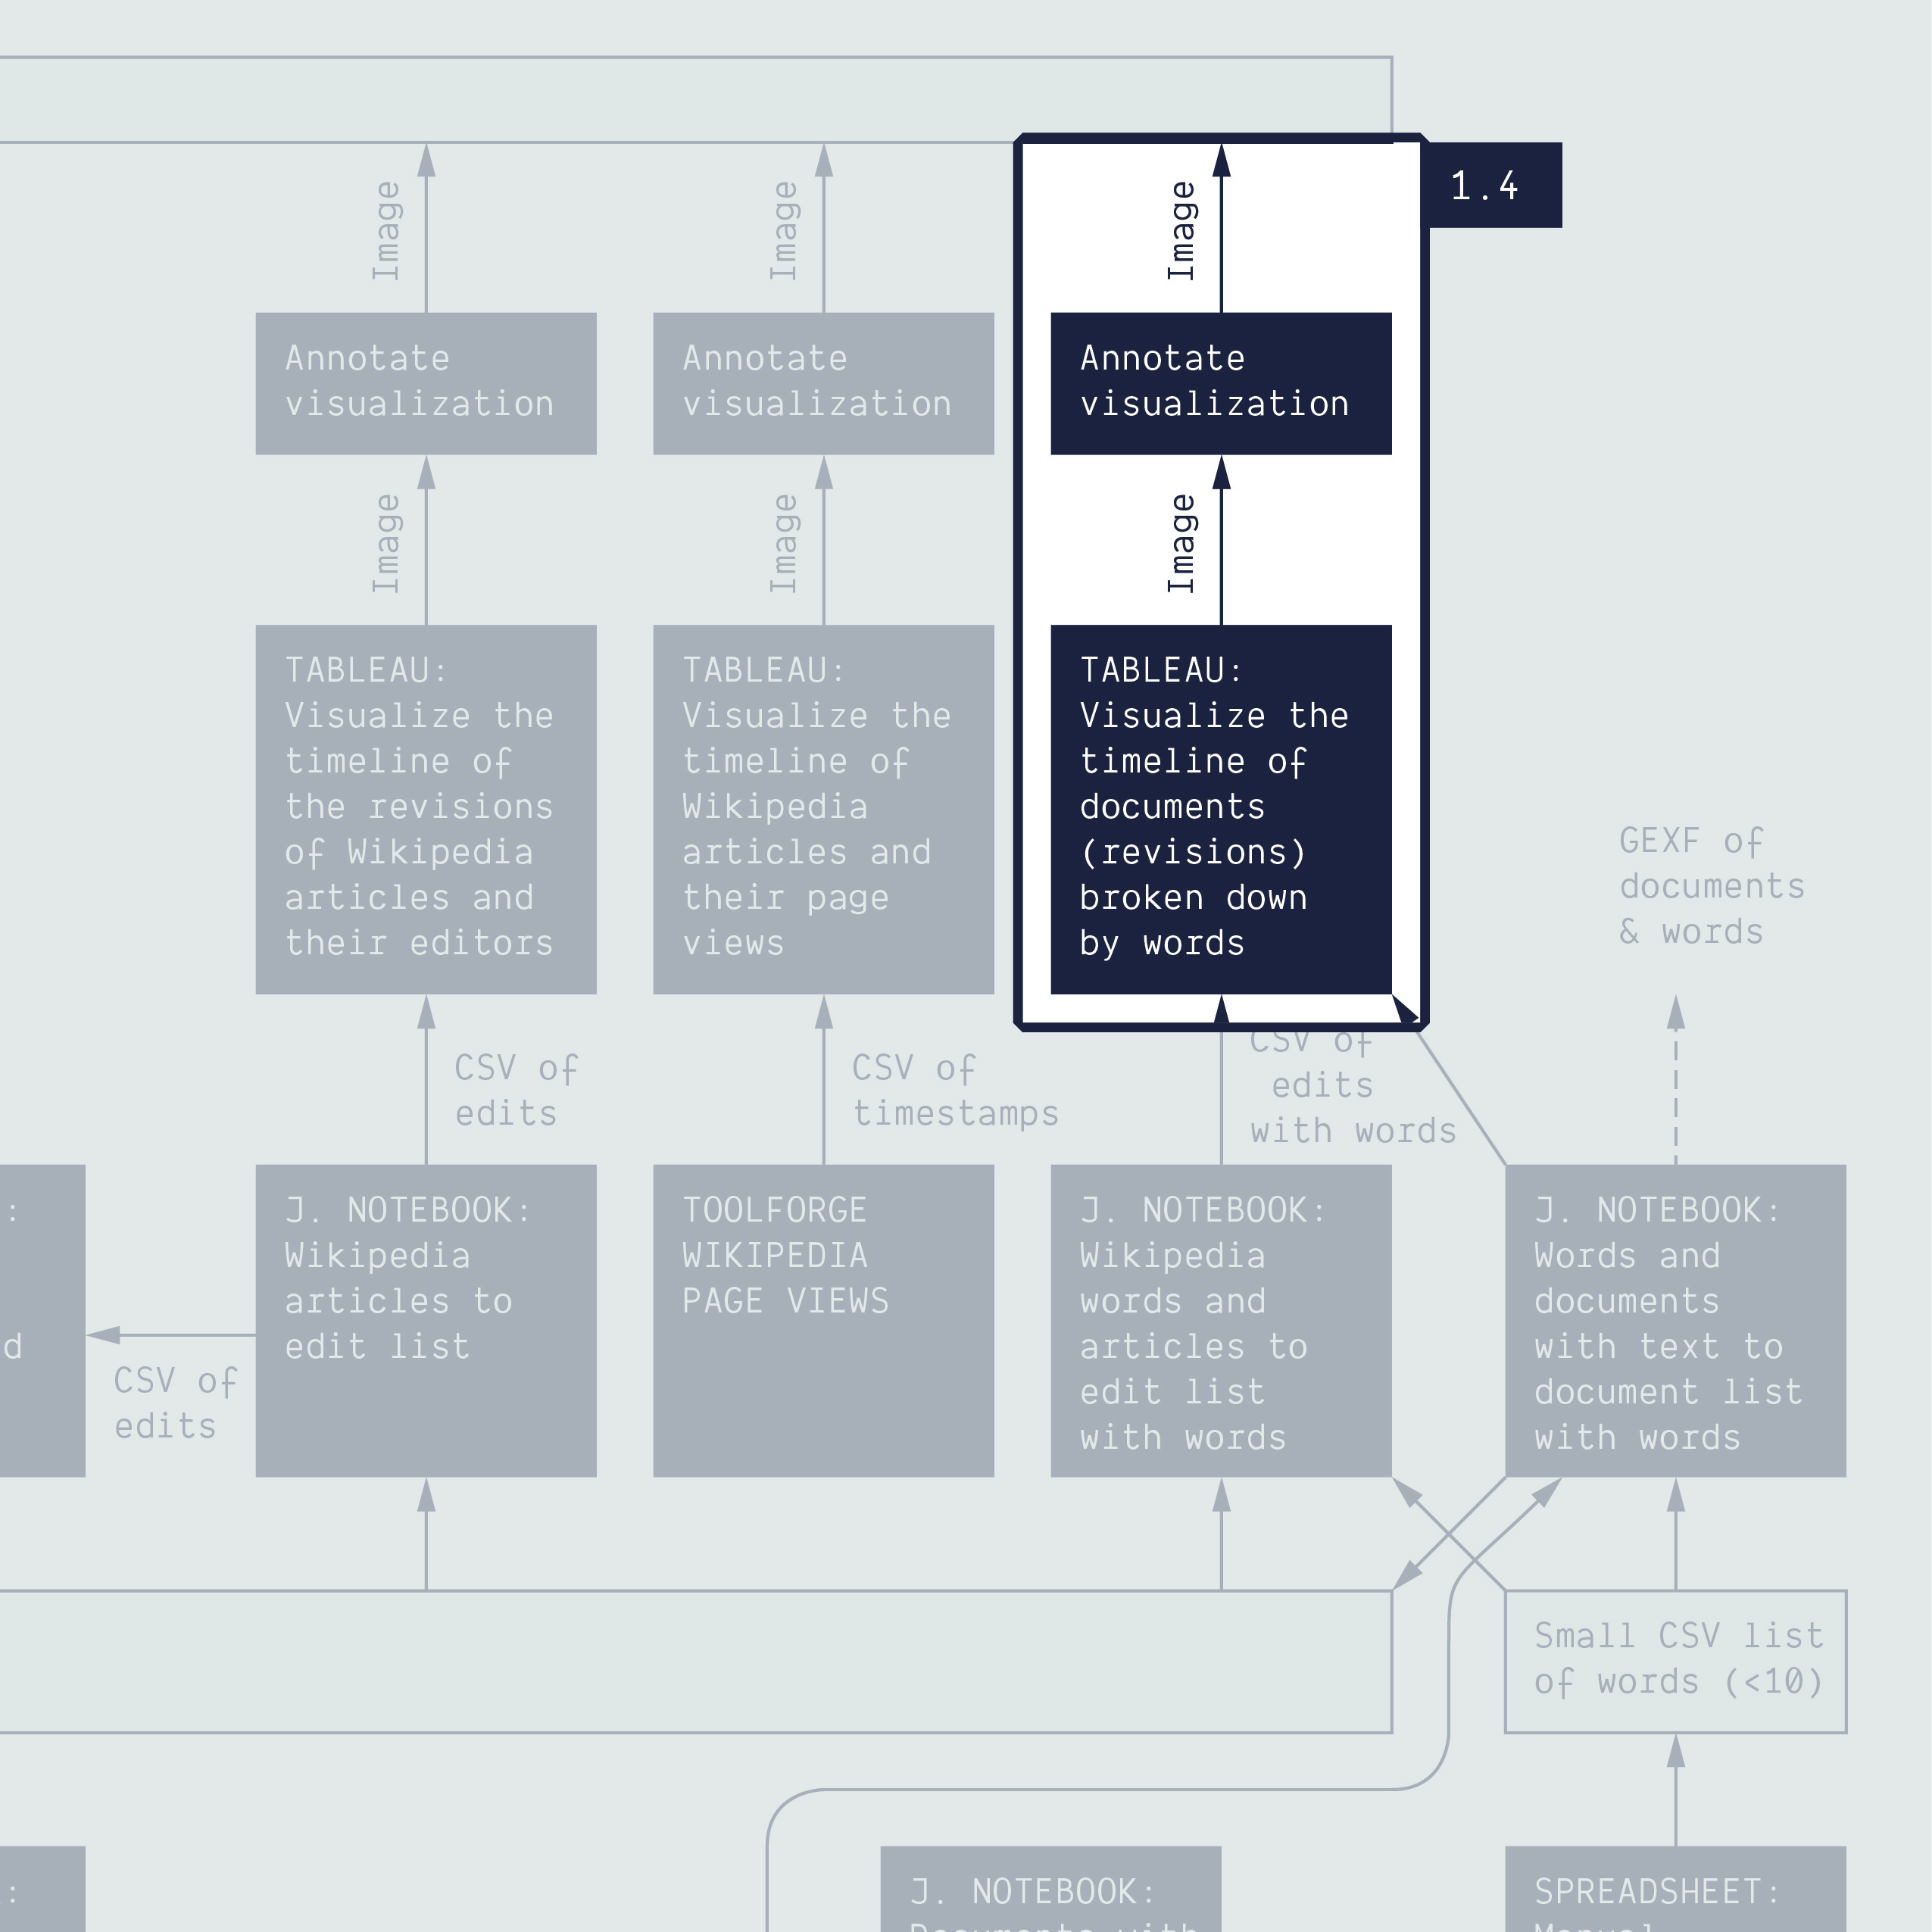 1.4
Image
Image
Image
Annotate
visualization
Annotate
visualization
Annotate
visualization
Image
Image
Image
TABLEAU:
Visualize the
timeline of
the revisions
of Wikipedia
articles and
their editors
TABLEAU:
Visualize the
timeline of
Wikipedia
articles and
their page
views
TABLEAU:
Visualize the
timeline of
documents
(revisions)
broken down
by words
GEXF of
documents
& words
CSV of
edits
CSV of
timestamps
CSV of
edits
with words
:
d
CSV of
edits
J. NOTEBOOK:
Wikipedia
articles to
edit list
TOOLFORGE
WIKIPEDIA
PAGE VIEWS
J. NOTEBOOK:
Wikipedia
words and
articles to
edit list
with words
J. NOTEBOOK:
Words and
documents
with text to
document list
with words
Small CSV list
of words (<10)
:
J. NOTEBOOK:
Documents with
SPREADSHEET:
Manual